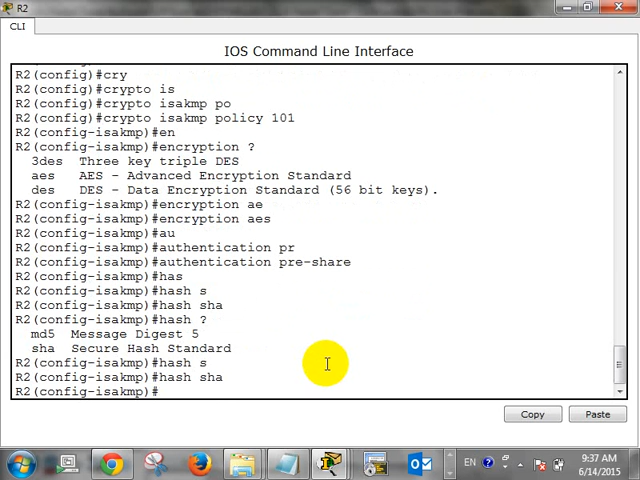 R2
CLI
IOS Command Line Interface
R2(config)#cry
R2(config)#crypto is
R2(config)#crypto isakmp po
R2(config)#crypto isakmp policy 101
R2(config-isakmp)#en
R2(config-isakmp)#encryption ?
3des  Three key triple DES
aes   AES - Advanced Encryption Standard
des   DES - Data Encryption Standard (56 bit keys).
R2(config-isakmp)#encryption ae
R2(config-isakmp)#encryption aes
R2(config-isakmp)#au
R2(config-isakmp)#authentication pr
R2(config-isakmp)#authentication pre-share
R2(config-isakmp)#has
R2(config-isakmp)#hash s
R2(config-isakmp)#hash sha
R2(config-isakmp)#hash ?
md5  Message Digest 5
sha  Secure Hash Standard
R2(config-isakmp)#hash s
R2(config-isakmp)#hash sha
R2(config-isakmp)#
Copy Paste
EN
9:37 AM
6/14/2015